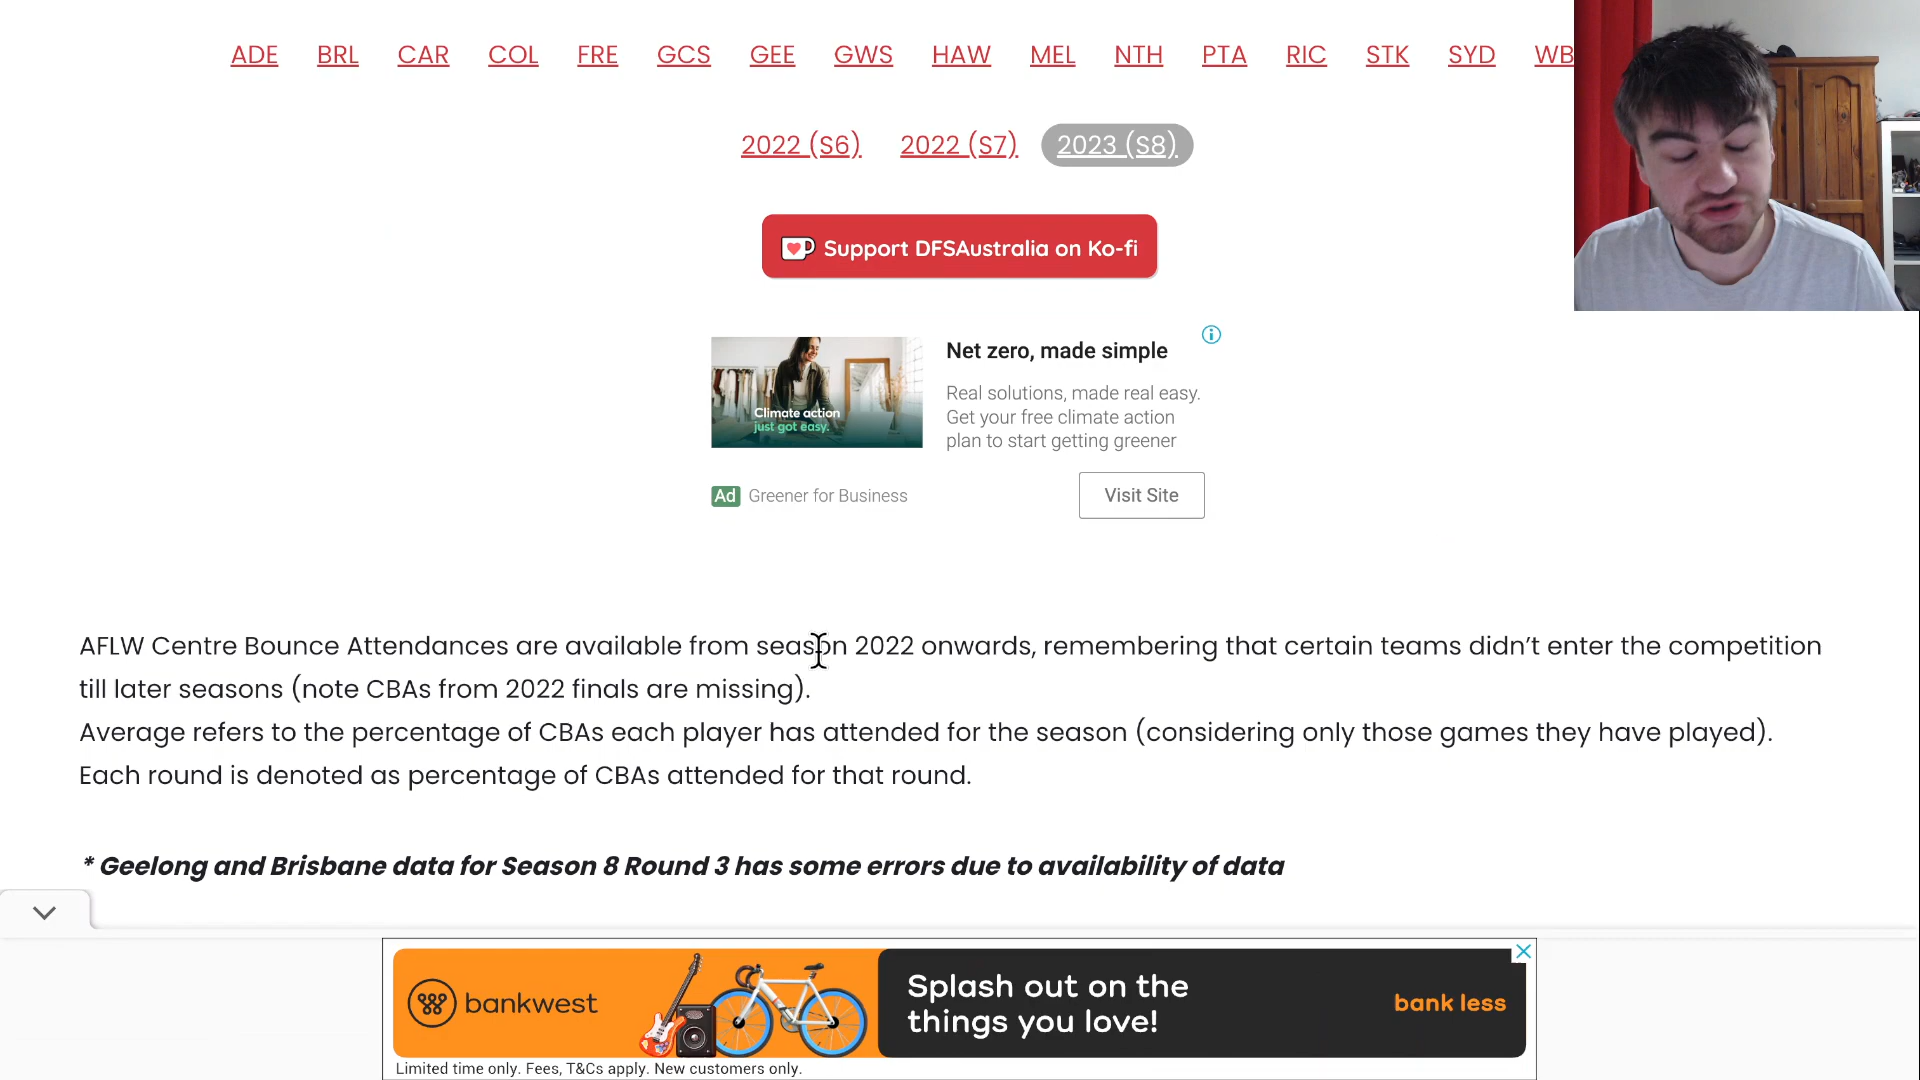 ADE BRL CAR COL FRE GCS GEE GWS HAW MEL NTH PTA RIC STK SYD WB
2022 (S6) 2022 (S7) 2023 (S8)
Support DFSAustralia on Ko-fi
Climate action
just got easy.
Net zero, made simple
Real solutions, made real easy.
Get your free climate action
plan to start getting greener
Ad Greener for Business
Visit Site
AFLW Centre Bounce Attendances are available from season 2022 onwards, remembering that certain teams didn't enter the competition
till later seasons (note CBAs from 2022 finals are missing).
Average refers to the percentage of CBAs each player has attended for the season (considering only those games they have played).
Each round is denoted as percentage of CBAs attended for that round.
* Geelong and Brisbane data for Season 8 Round 3 has some errors due to availability of data
bankwest
Splash out on the
things you love!
bank less
Limited time only. Fees, T&Cs apply. New customers only.